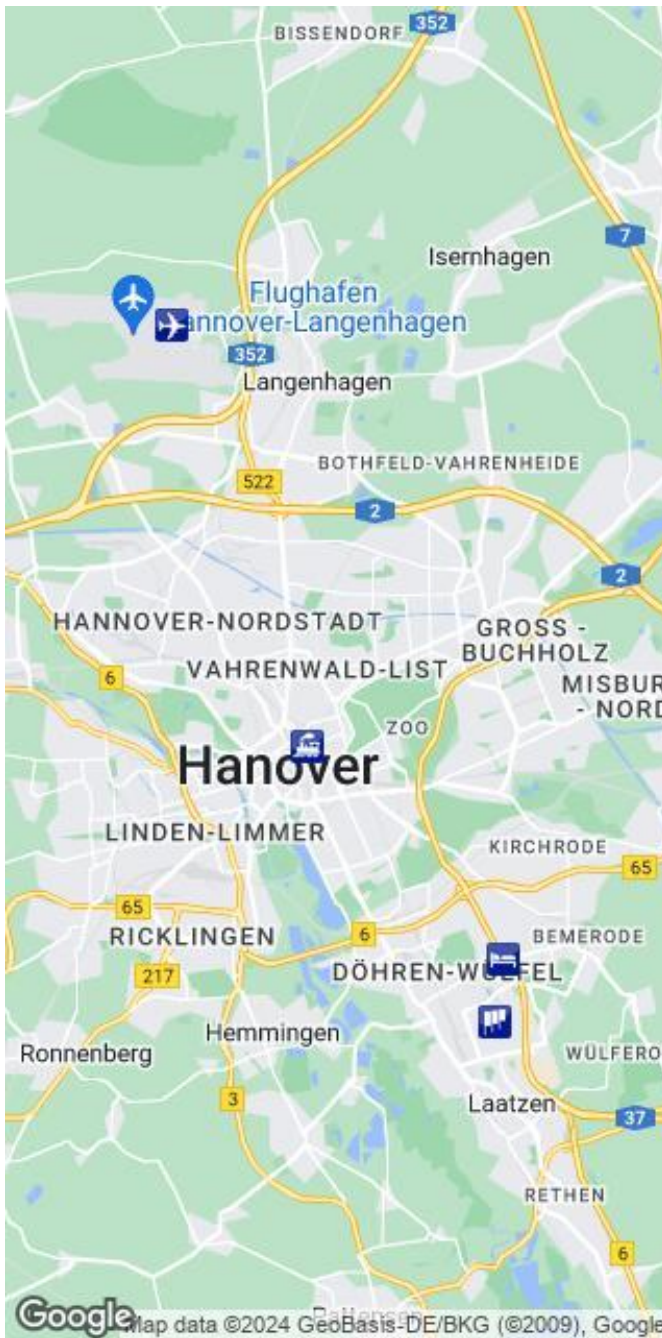 352
BISSENDORF
7
Isernhagen
Flughafen
annover-Langenhagen
352
Langenhagen
BOTHFELD-VAHRENHEIDE
522
2
2
HANNOVER-NORDSTADT
GROSS -
BUCHHOLZ
VAHRENWALD-LIST
6
MISBUR
- NORD
ZOO
Hanover
LINDEN-LIMMER
KIRCHRODE
65
65
6
RICKLINGEN
BEMERODE
217
DÖHREN-WÜLFEL
Hemmingen
Ronnenberg
WÜLFERO
3
Laatzen
37
RETHEN
6
Google
Map data ©2024 GeoBasis-DE/BKG (©2009), Google